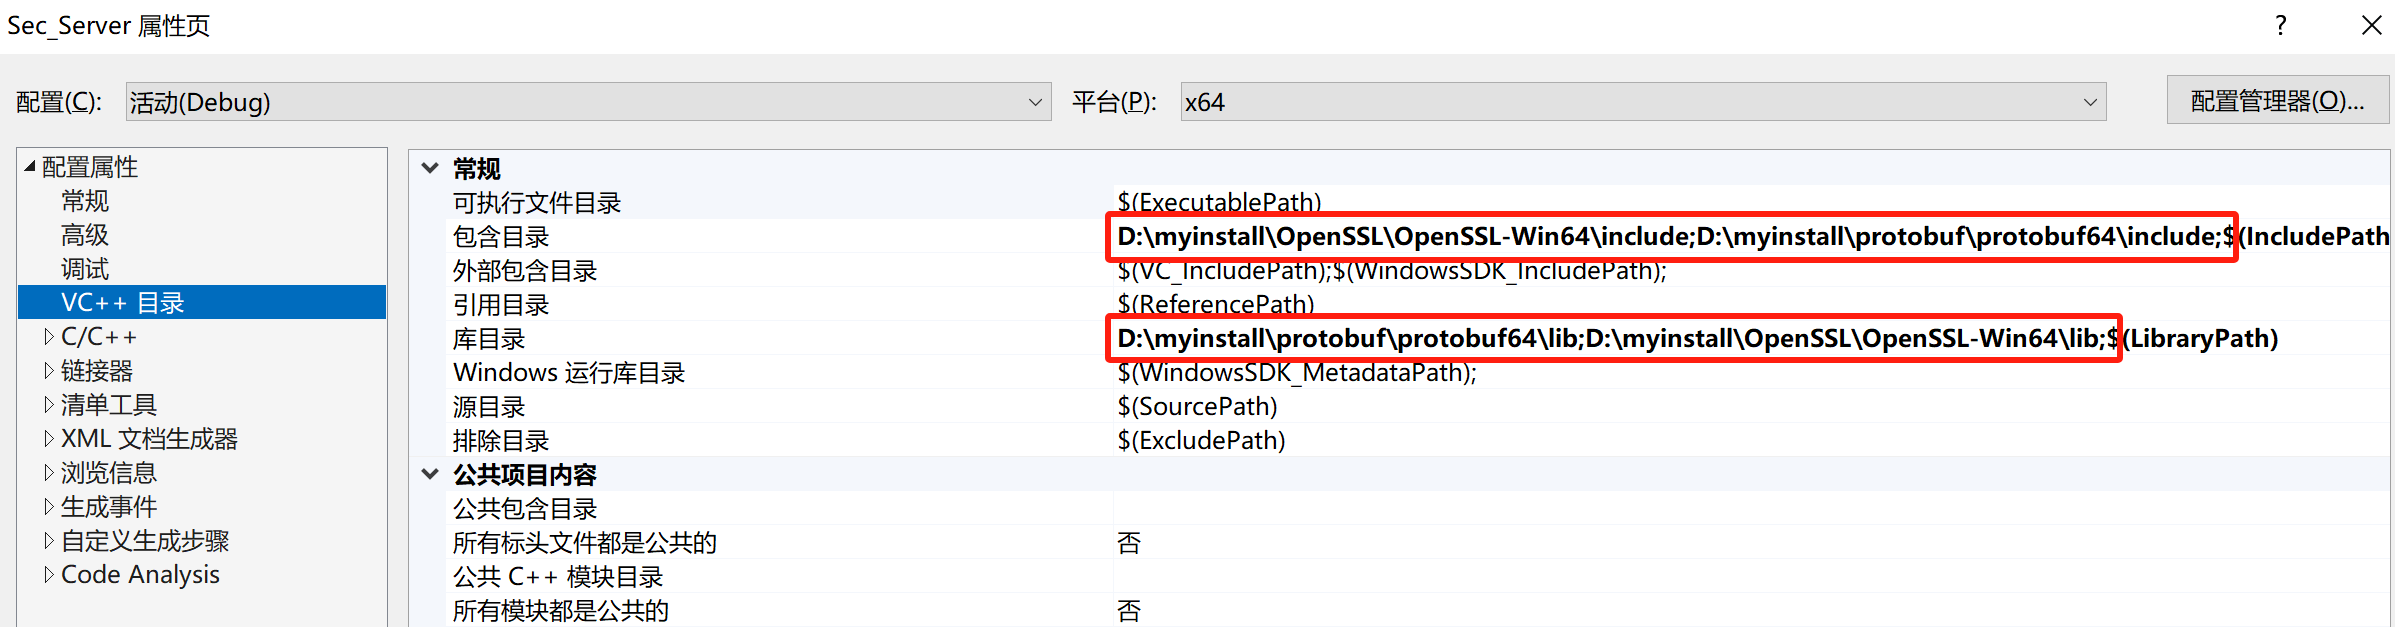 Sec_Server 属性页
配置(C): 活动(Debug) 平台(P): x64 配置管理器(O)...
配置属性
常规
高级
调试
VC++ 目录
C/C++
链接器
清单工具
XML 文档生成器
浏览信息
生成事件
自定义生成步骤
Code Analysis
常规
可执行文件目录 $(ExecutablePath)
包含目录 D:\myinstall\OpenSSL\OpenSSL-Win64\include;D:\myinstall\protobuf\protobuf64\include;$(IncludePath
外部包含目录 $(VC_IncludePath);$(WindowsSDK_IncludePath);
引用目录 $(ReferencePath)
库目录 D:\myinstall\protobuf\protobuf64\lib;D:\myinstall\OpenSSL\OpenSSL-Win64\lib;$(LibraryPath)
Windows 运行库目录 $(WindowsSDK_MetadataPath);
源目录 $(SourcePath)
排除目录 $(ExcludePath)
公共项目内容
公共包含目录
所有标头文件都是公共的 否
公共 C++ 模块目录
所有模块都是公共的 否